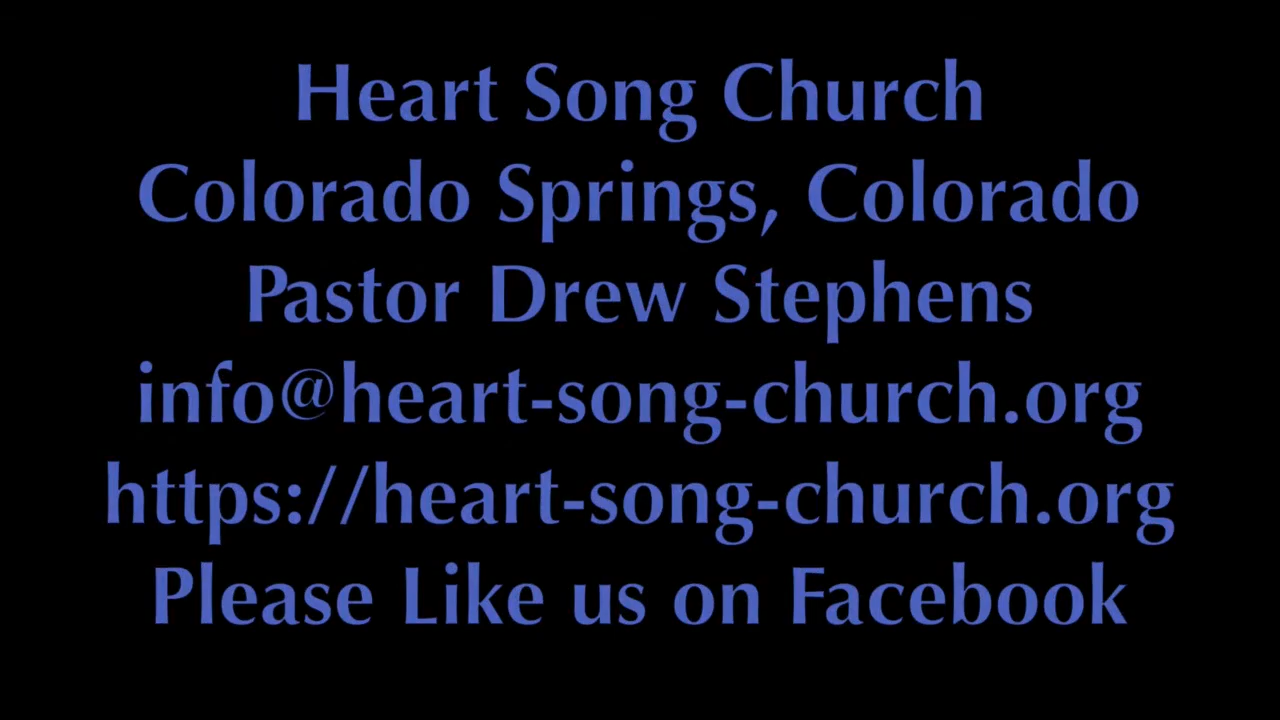 Heart Song Church
Colorado Springs, Colorado
Pastor Drew Stephens
info@heart-song-church.org
https://heart-song-church.org
Please Like us on Facebook